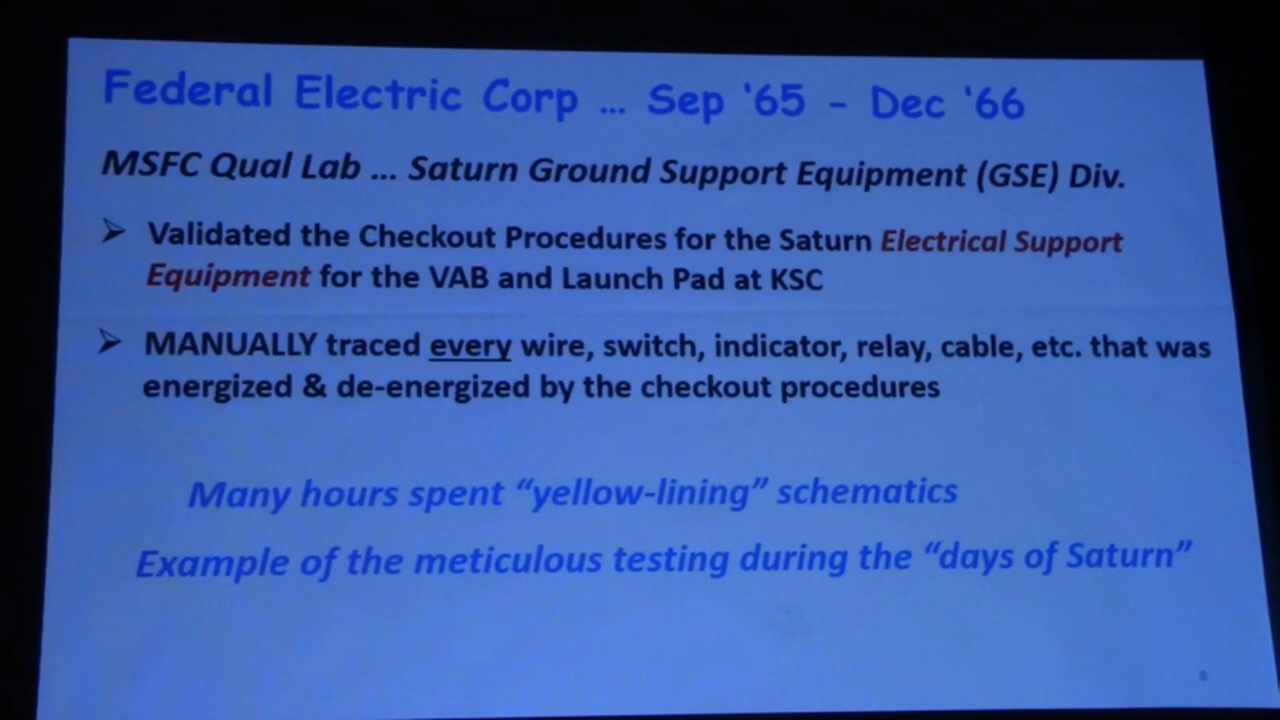 Federal Electric Corp ... Sep '65 - Dec '66
MSFC Qual Lab ... Saturn Ground Support Equipment (GSE) Div.
➢ Validated the Checkout Procedures for the Saturn Electrical Support
Equipment for the VAB and Launch Pad at KSC
➢ MANUALLY traced every wire, switch, indicator, relay, cable, etc. that was
energized & de-energized by the checkout procedures
Many hours spent “yellow-lining” schematics
Example of the meticulous testing during the “days of Saturn”